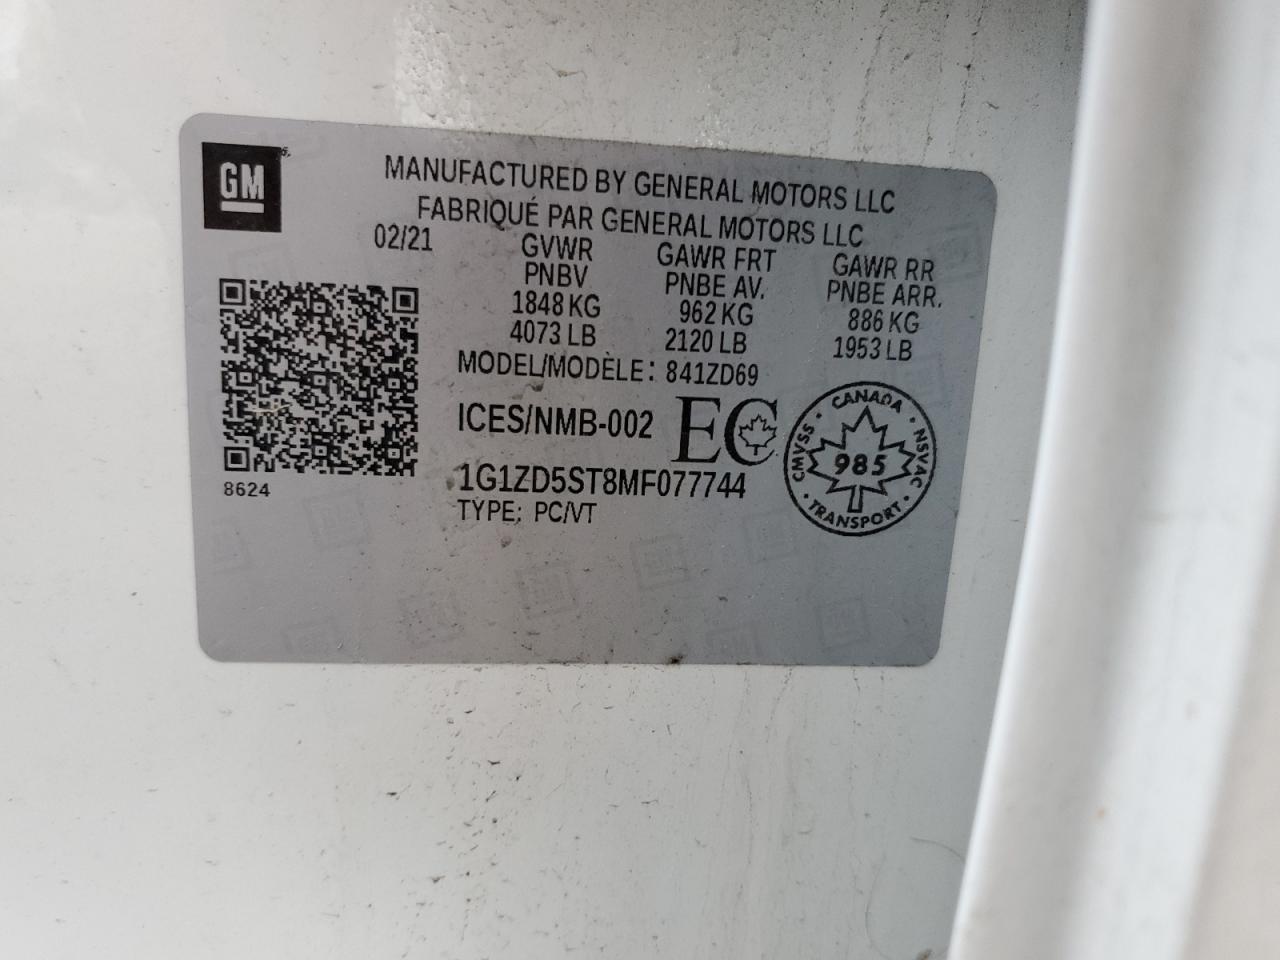 GM
MANUFACTURED BY GENERAL MOTORS LLC
FABRIQUÉ PAR GENERAL MOTORS LLC
02/21
GVWR GAWR FRT GAWR RR
PNBV PNBE AV. PNBE ARR.
1848 KG 962 KG 886 KG
4073 LB 2120 LB 1953 LB
MODEL/MODÈLE: 841ZD69
ICES/NMB-002 EC
CANADA
CMVSS 985 NSVAC
TRANSPORT
1G1ZD5ST8MF077744
TYPE: PC/VT
8624